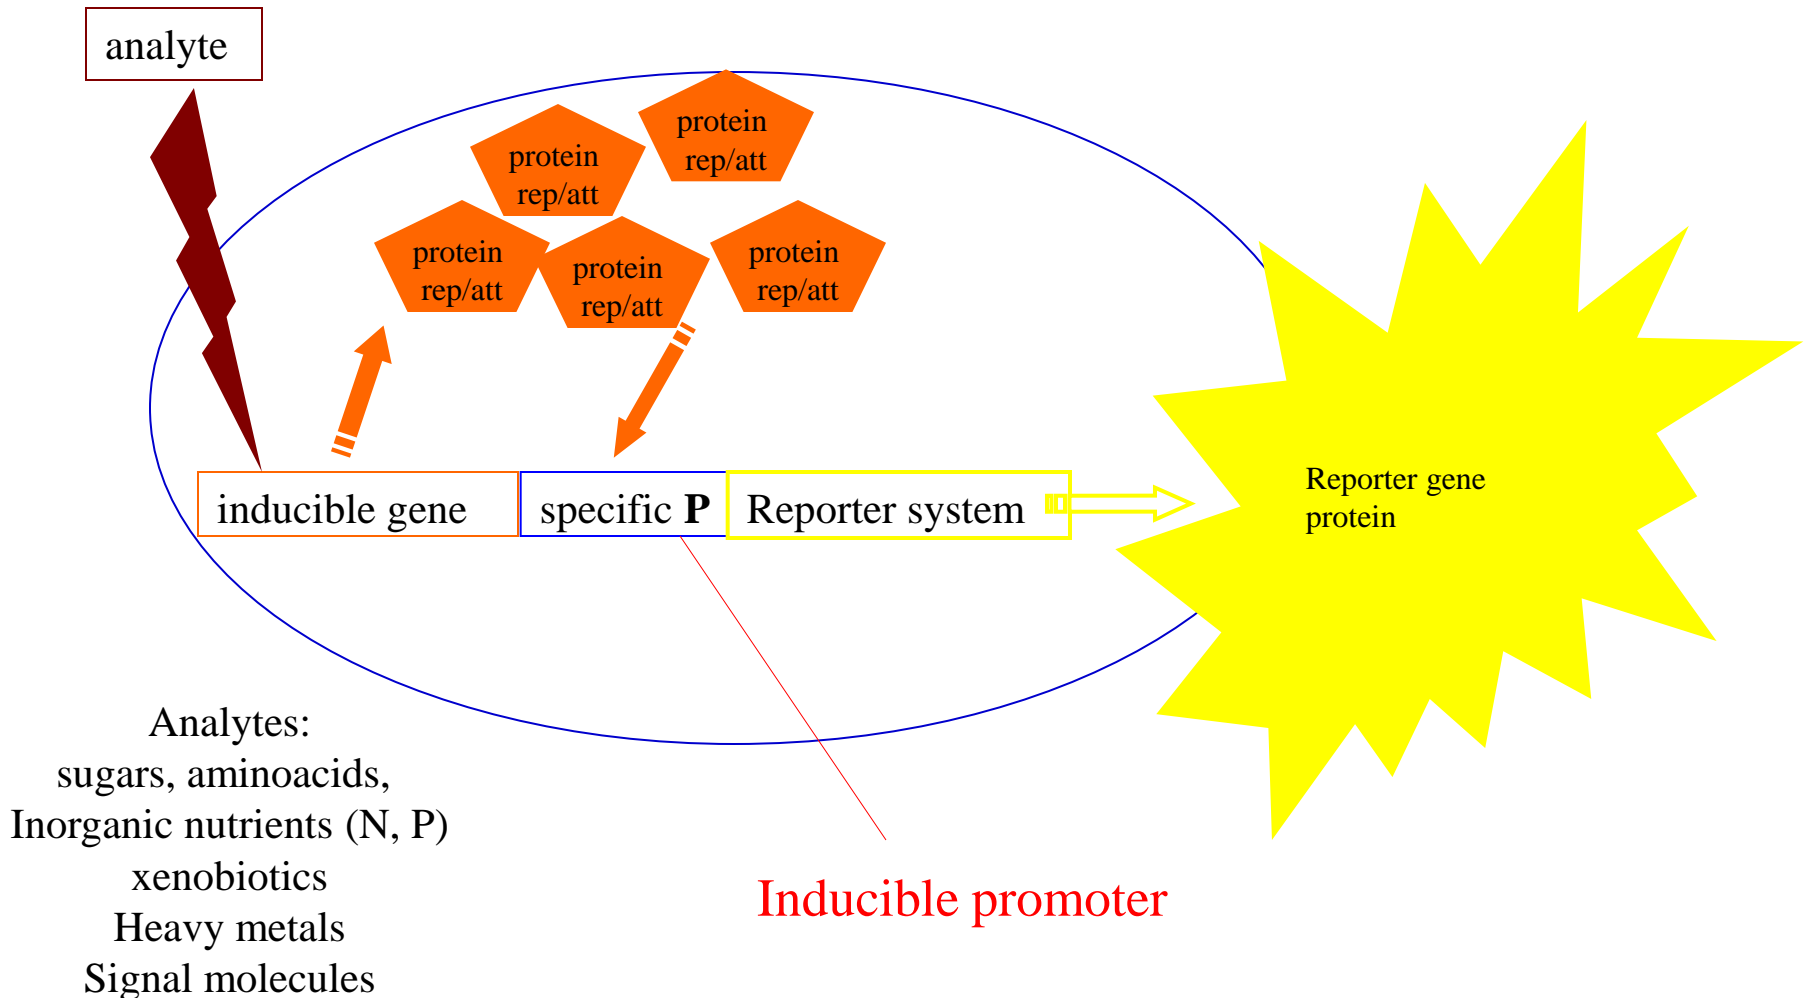 analyte
protein
rep/att
protein
rep/att
protein
rep/att
protein
rep/att
protein
rep/att
inducible gene
specific P
Reporter system
Reporter gene
protein
Analytes:
sugars, aminoacids,
Inorganic nutrients (N, P)
xenobiotics
Heavy metals
Signal molecules
Inducible promoter